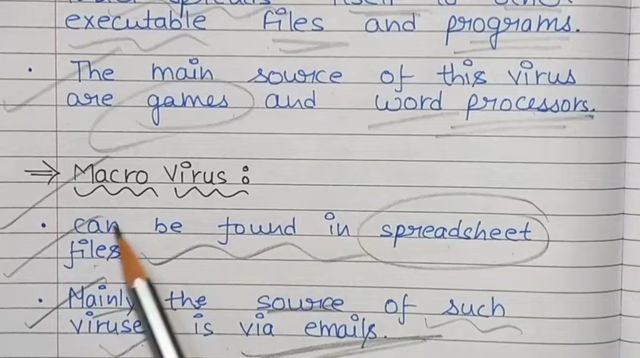 executable files and programs.
· The main source of this virus
are games and word processors.
⇒ Macro Virus :
· can be found in spreadsheet
files
· Mainly the source of such
viruse is via emails.